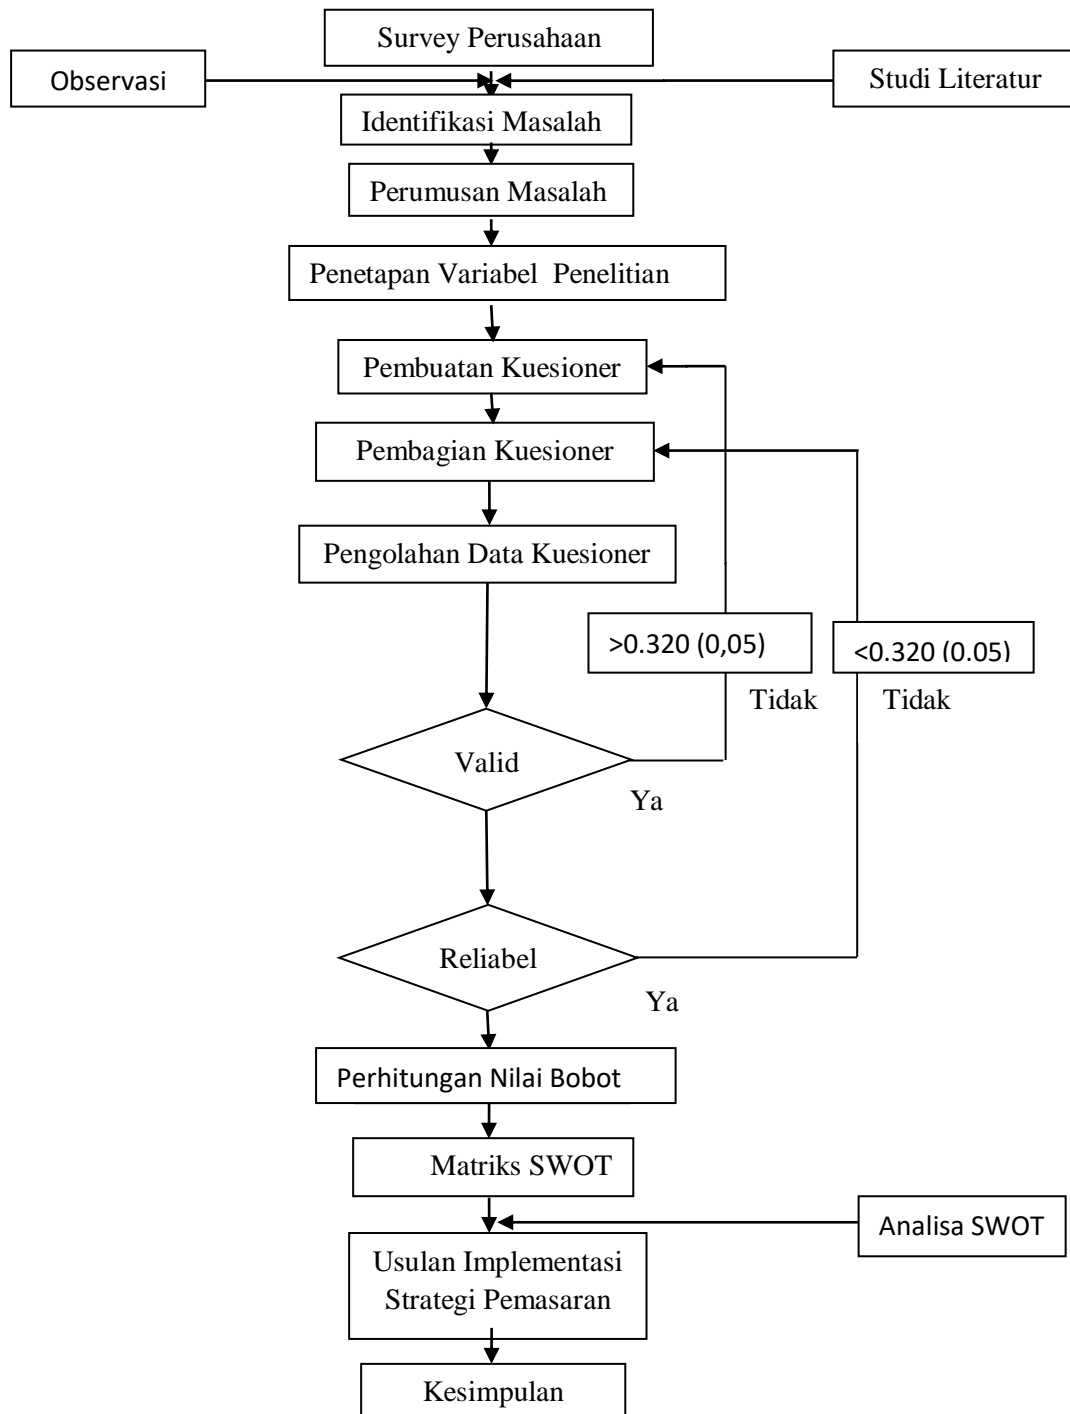 Survey Perusahaan
Observasi
Studi Literatur
Identifikasi Masalah
Perumusan Masalah
Penetapan Variabel Penelitian
Pembuatan Kuesioner
Pembagian Kuesioner
Pengolahan Data Kuesioner
>0.320 (0,05)
<0.320 (0.05)
Tidak
Tidak
Valid
Ya
Reliabel
Ya
Perhitungan Nilai Bobot
Matriks SWOT
Analisa SWOT
Usulan Implementasi
Strategi Pemasaran
Kesimpulan